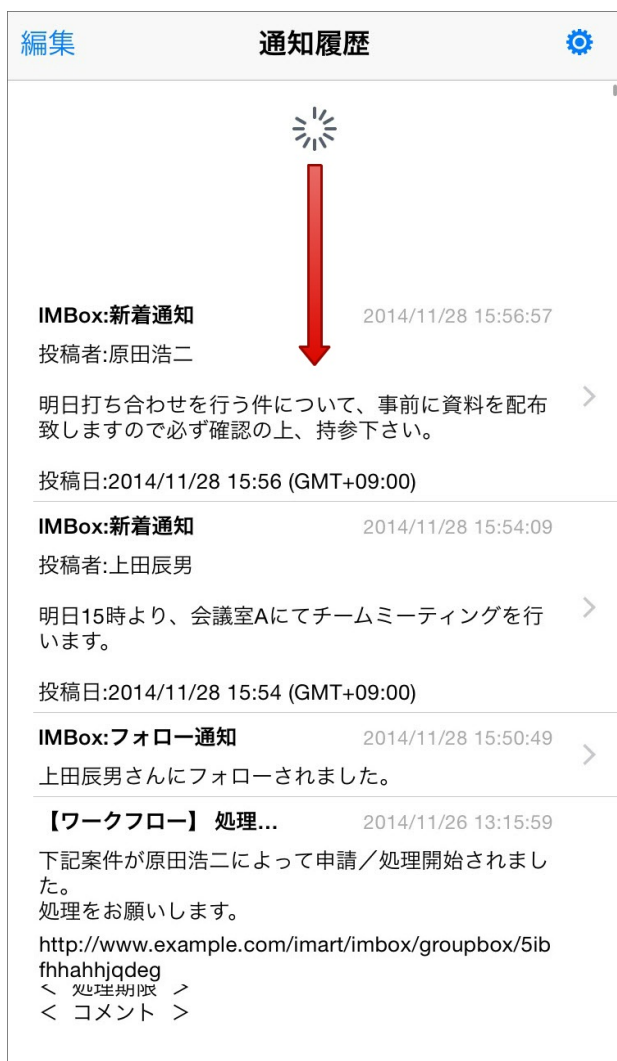 編集 通知履歴
IMBox:新着通知 2014/11/28 15:56:57
投稿者:原田浩二
明日打ち合わせを行う件について、事前に資料を配布
致しますので必ず確認の上、持参下さい。
投稿日:2014/11/28 15:56 (GMT+09:00)
IMBox:新着通知 2014/11/28 15:54:09
投稿者:上田辰男
明日15時より、会議室Aにてチームミーティングを行
います。
投稿日:2014/11/28 15:54 (GMT+09:00)
IMBox:フォロー通知 2014/11/28 15:50:49
上田辰男さんにフォローされました。
【ワークフロー】 処理... 2014/11/26 13:15:59
下記案件が原田浩二によって申請／処理開始されまし
た。
処理をお願いします。
http://www.example.com/imart/imbox/groupbox/5ib
fhhahhjqdeg
＜ 処理期限 ＞
＜ コメント ＞